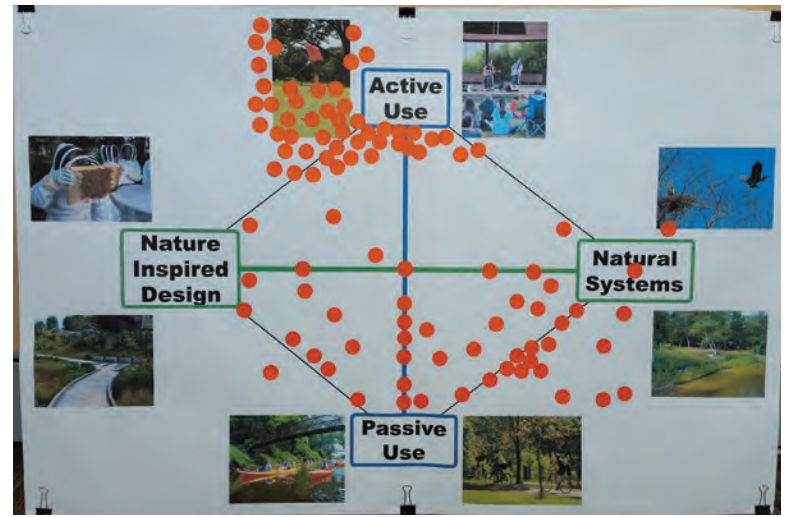 Active
Use
Nature
Inspired
Design
Natural
Systems
Passive
Use